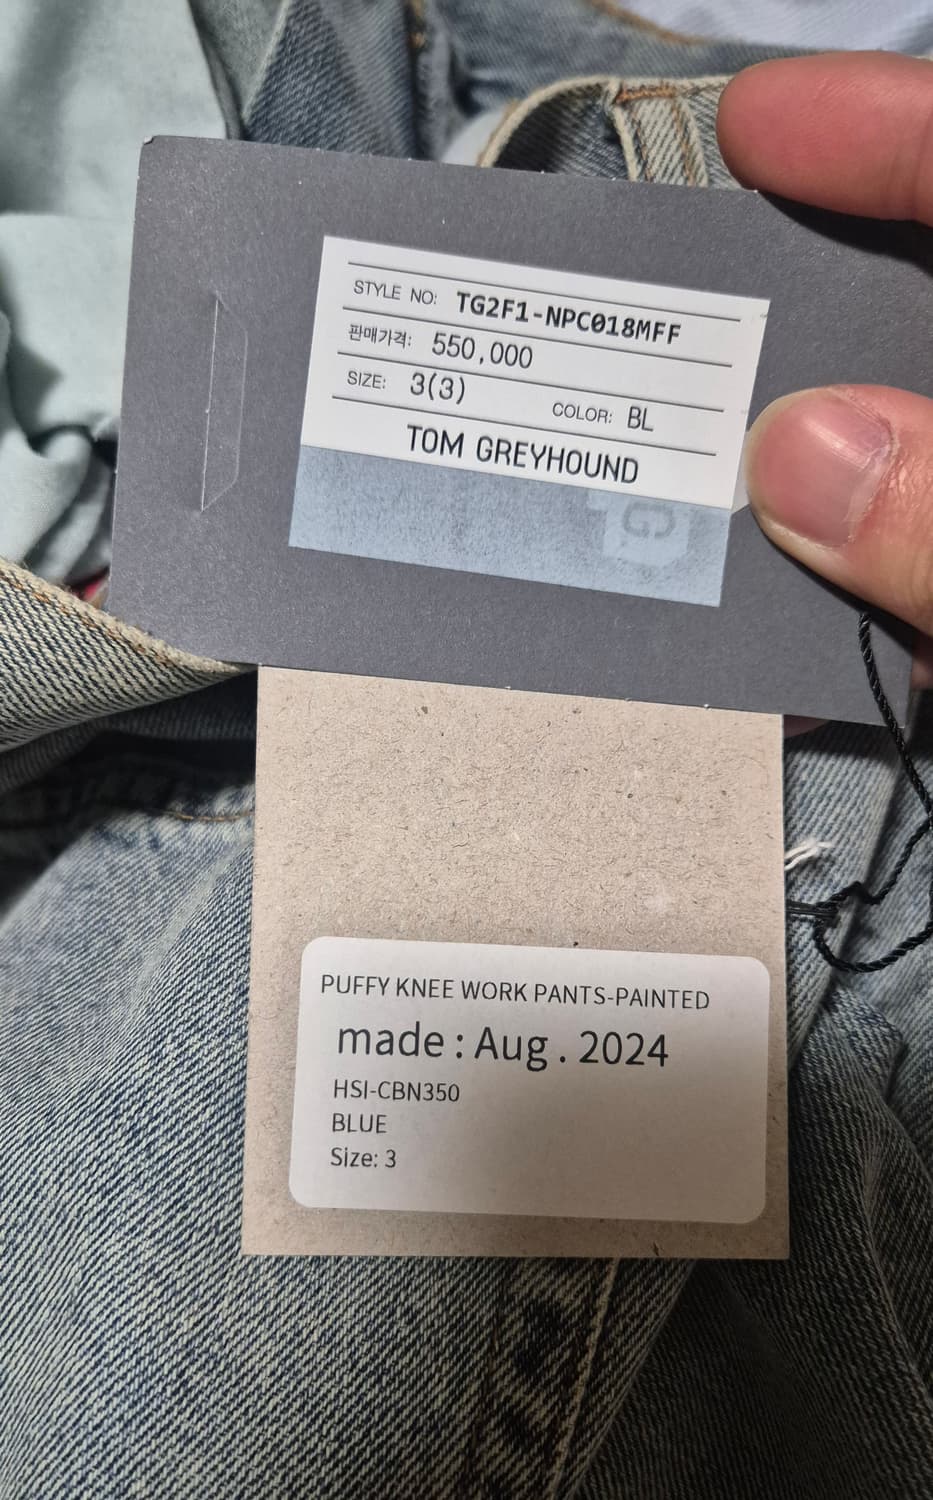 STYLE NO: TG2F1-NPC018MFF
판매가격: 550,000
SIZE: 3(3) COLOR: BL
TOM GREYHOUND
G
PUFFY KNEE WORK PANTS-PAINTED
made : Aug . 2024
HSI-CBN350
BLUE
Size: 3